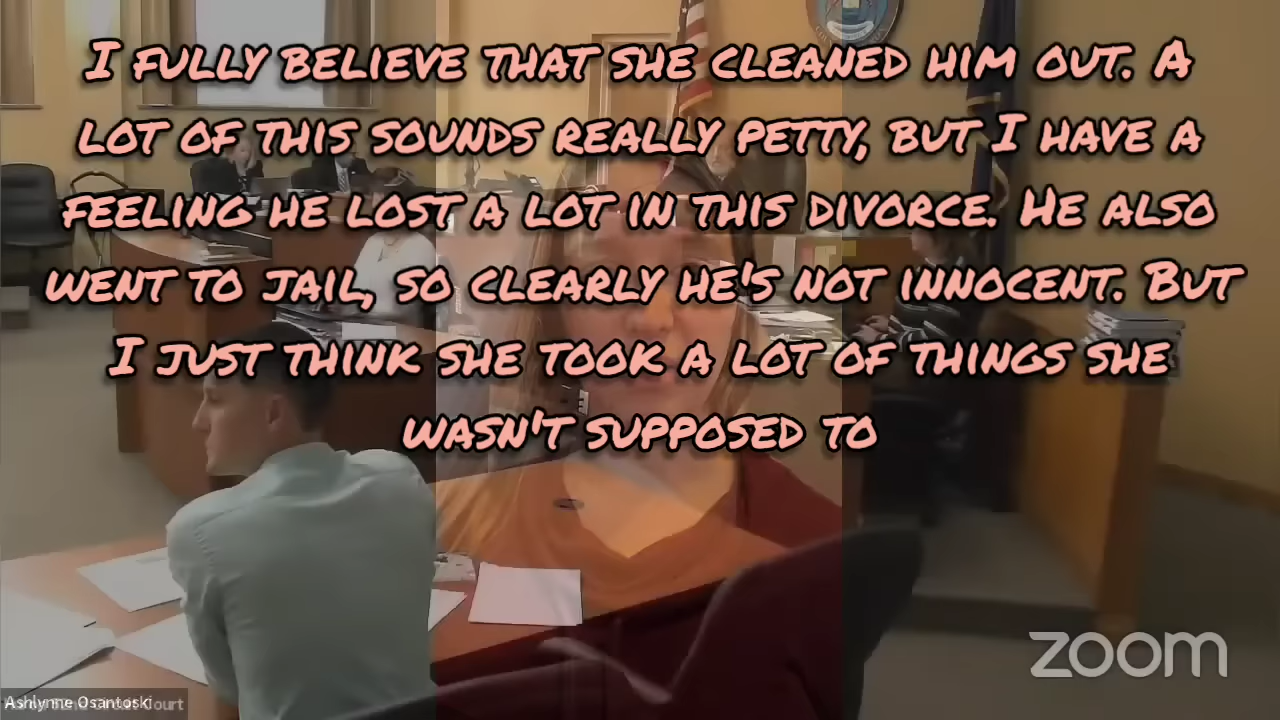 I FULLY BELIEVE THAT SHE CLEANED HIM OUT. A
LOT OF THIS SOUNDS REALLY PETTY, BUT I HAVE A
FEELING HE LOST A LOT IN THIS DIVORCE. HE ALSO
WENT TO JAIL, SO CLEARLY HE'S NOT INNOCENT. BUT
I JUST THINK SHE TOOK A LOT OF THINGS SHE
WASN'T SUPPOSED TO
zoom
Ashlynne Osantoski
Court